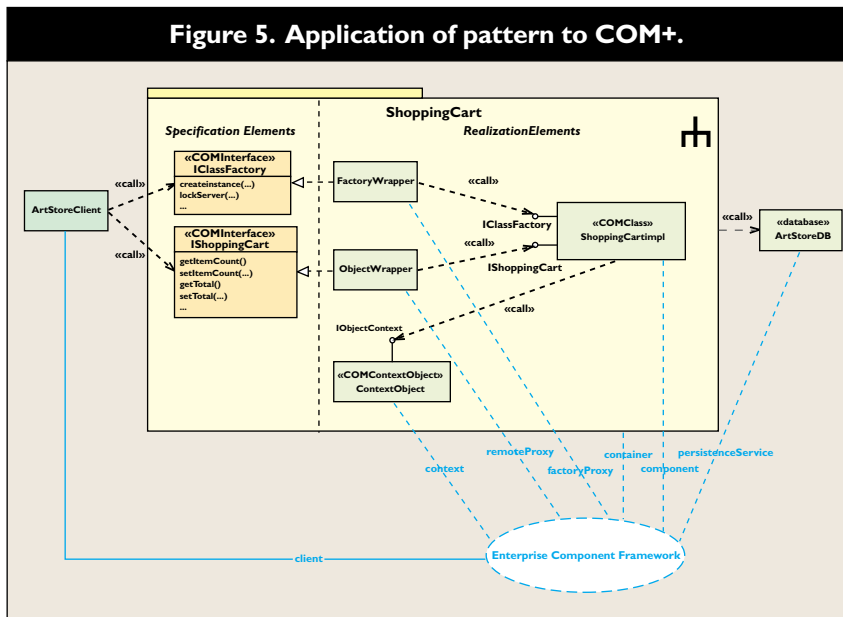 Figure 5. Application of pattern to COM+.
ShoppingCart
Specification Elements
RealizationElements
«COMInterface»
IClassFactory
createinstance(...)
lockServer(...)
...
«call»
ArtStoreClient
«call»
«COMInterface»
IShoppingCart
getItemCount()
setItemCount(...)
getTotal()
setTotal(...)
...
FactoryWrapper
«call»
IClassFactory
«COMClass»
ShoppingCartimpl
«call»
«database»
ArtStoreDB
ObjectWrapper
«call»
IShoppingCart
«call»
IObjectContext
«COMContextObject»
ContextObject
context
remoteProxy
factoryProxy
container
component
persistenceService
Enterprise Component Framework
client